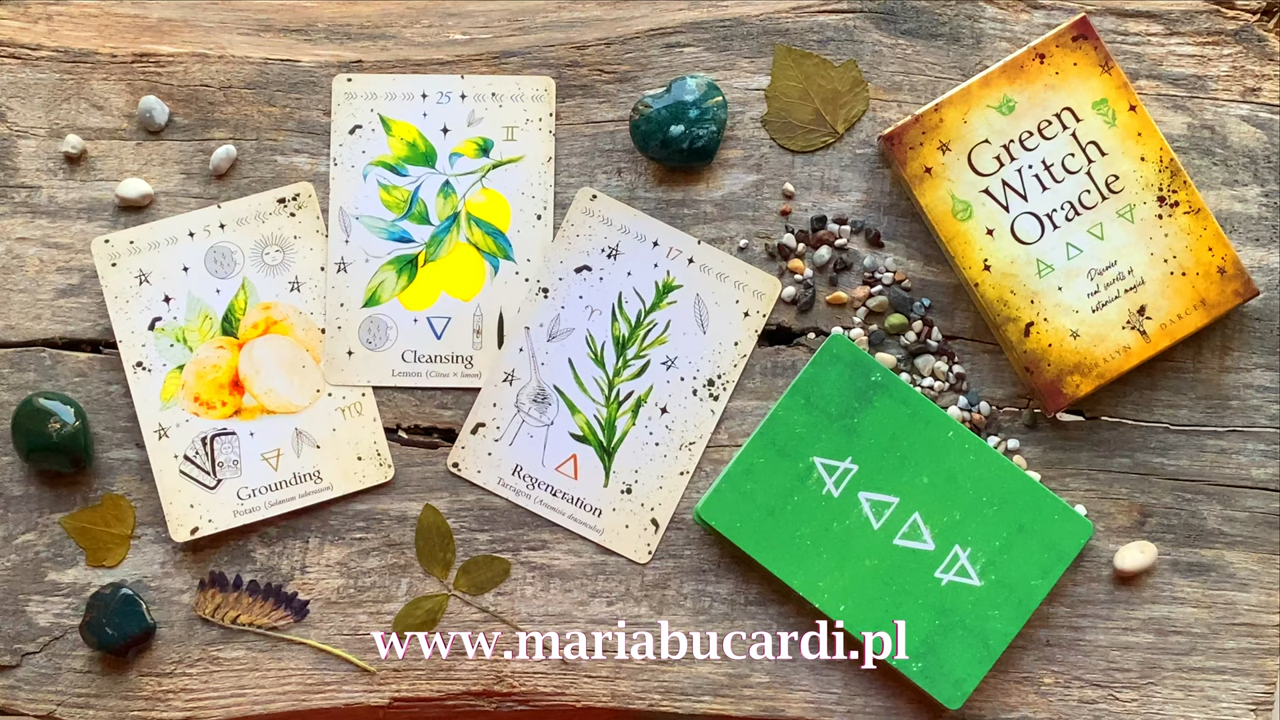 5
Grounding
Potato (Solanum tuberosum)
25
Cleansing
Lemon (Citrus × limon)
17
Regeneration
Tarragon (Artemisia dracunculus)
Green
Witch
Oracle
Discover
real secrets of
botanical magick
DARCEY
www.mariabucardi.pl